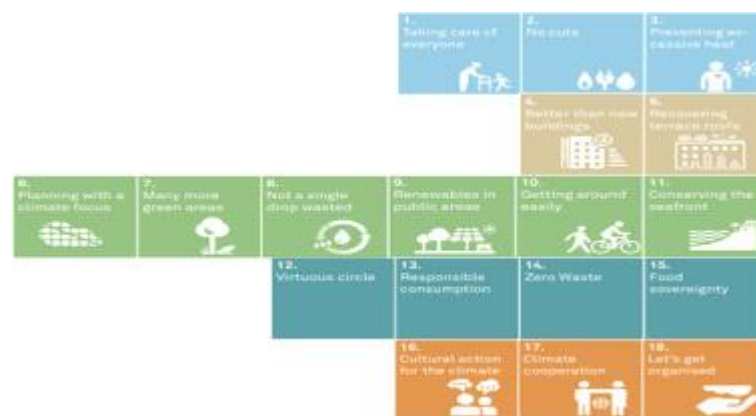 1.
Taking care of
everyone
2.
No cuts
3.
Preventing ex-
cessive heat
4.
Better than new
buildings
5.
Recovering
terrace roofs
6.
Planning with a
climate focus
7.
Many more
green areas
8.
Not a single
drop wasted
9.
Renewables in
public areas
10.
Getting around
easily
11.
Conserving the
seafront
12.
Virtuous circle
13.
Responsible
consumption
14.
Zero Waste
15.
Food
sovereignty
16.
Cultural action
for the climate
17.
Climate
cooperation
18.
Let's get
organised